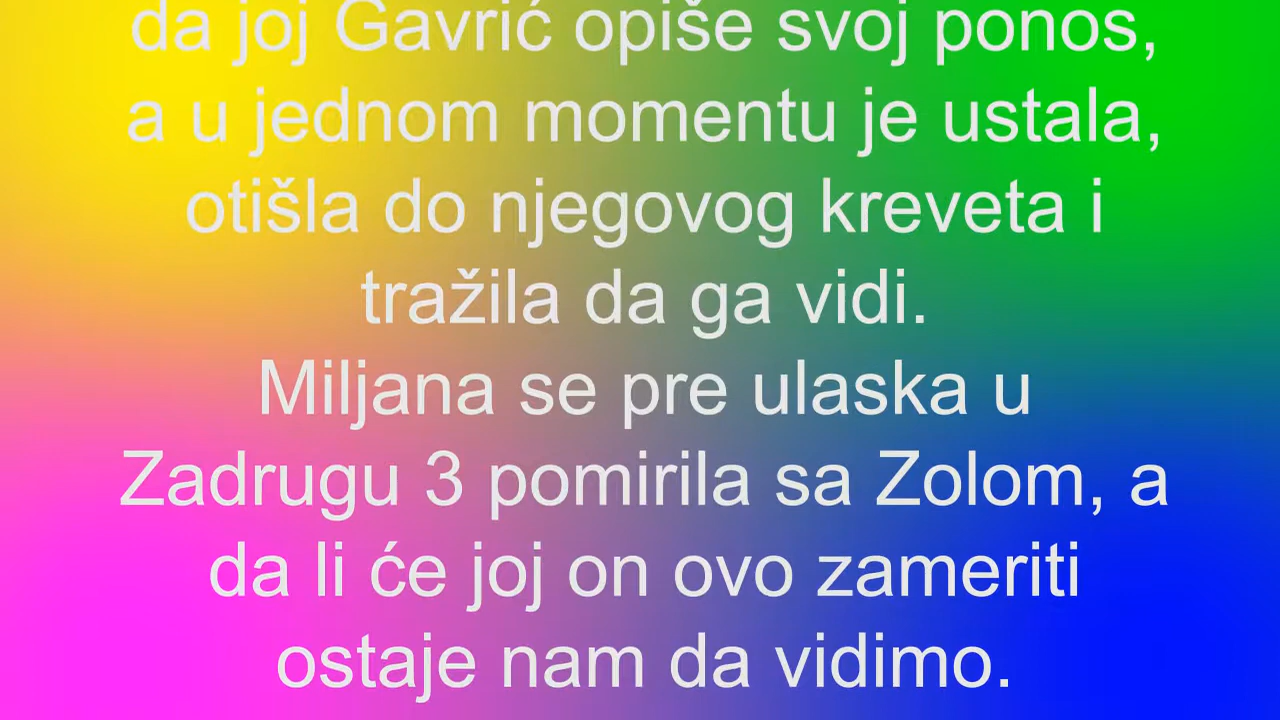 da joj Gavrić opiše svoj ponos,
a u jednom momentu je ustala,
otišla do njegovog kreveta i
tražila da ga vidi.
Miljana se pre ulaska u
Zadrugu 3 pomirila sa Zolom, a
da li će joj on ovo zameriti
ostaje nam da vidimo.